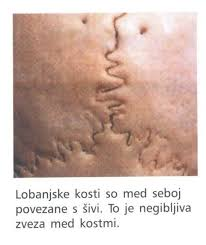 Lobanjske kosti so med seboj
povezane s šivi. To je negibljiva
zveza med kostmi.